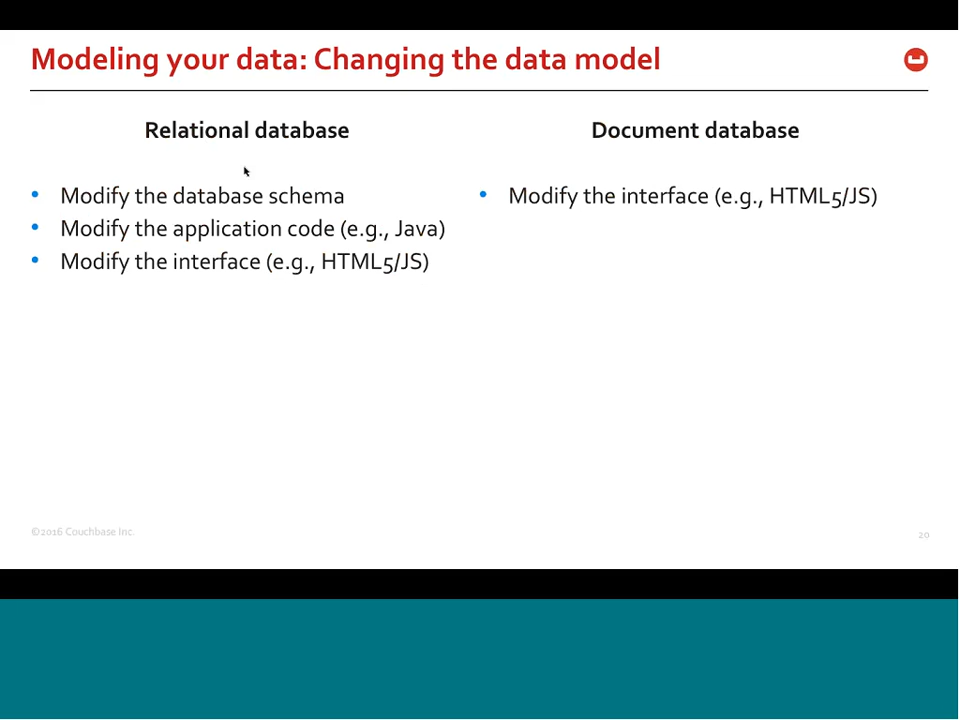 Modeling your data: Changing the data model
Relational database
• Modify the database schema
• Modify the application code (e.g., Java)
• Modify the interface (e.g., HTML5/JS)
Document database
• Modify the interface (e.g., HTML5/JS)
©2016 Couchbase Inc.
20